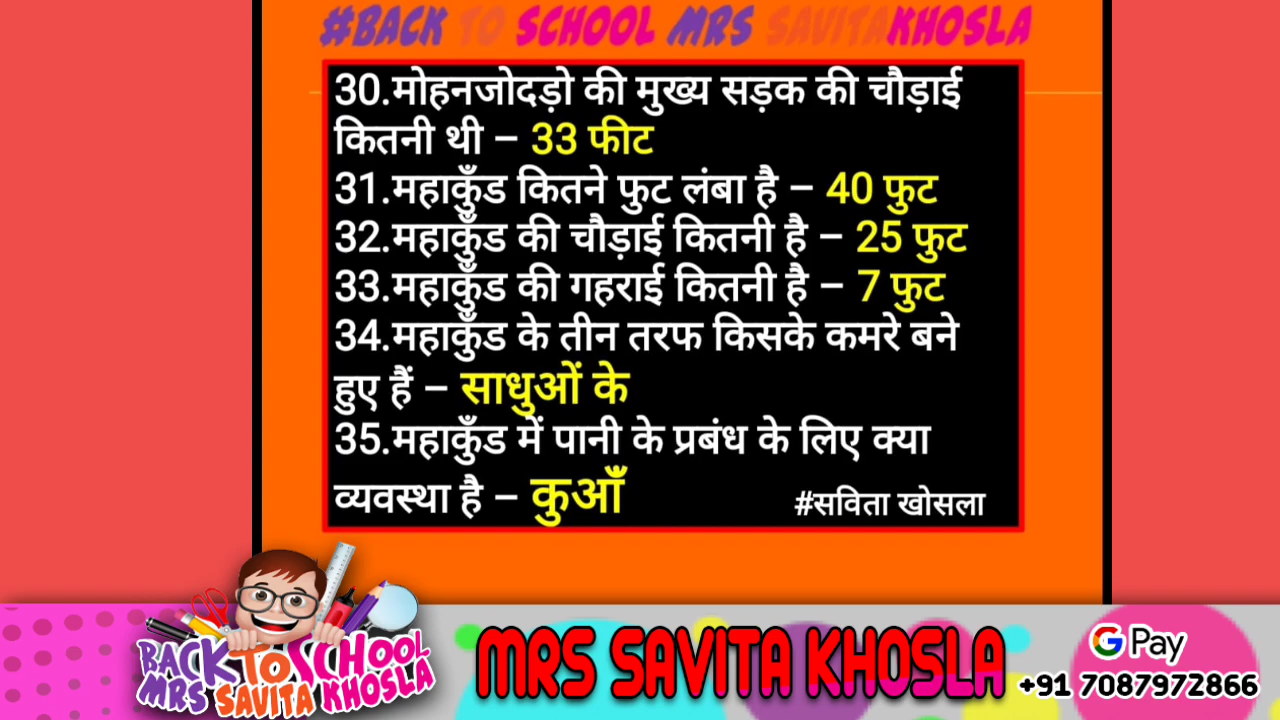 #BACK TO SCHOOL MRS SAVITAKHOSLA
30.मोहनजोदड़ो की मुख्य सड़क की चौड़ाई
कितनी थी – 33 फीट
31.महाकुँड कितने फुट लंबा है – 40 फुट
32.महाकुँड की चौड़ाई कितनी है – 25 फुट
33.महाकुँड की गहराई कितनी है – 7 फुट
34.महाकुँड के तीन तरफ किसके कमरे बने
हुए हैं – साधुओं के
35.महाकुँड में पानी के प्रबंध के लिए क्या
व्यवस्था है – कुआँ
#सविता खोसला
BACK TO SCHOOL
MRS SAVITA KHOSLA
MRS SAVITA KHOSLA
G Pay
+91 7087972866